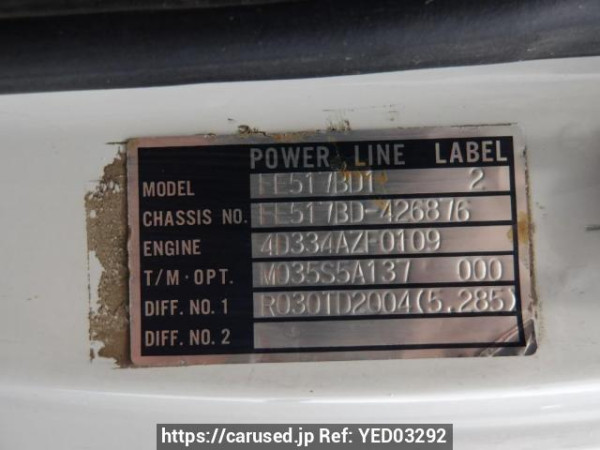 POWER LINE LABEL
MODEL FE517BD1 2
CHASSIS NO. FE517BD-426876
ENGINE 4D334AZF0109
T/M·OPT. M035S5A137 000
DIFF. NO. 1 R030TD2004(5.285)
DIFF. NO. 2
https://carused.jp Ref: YED03292